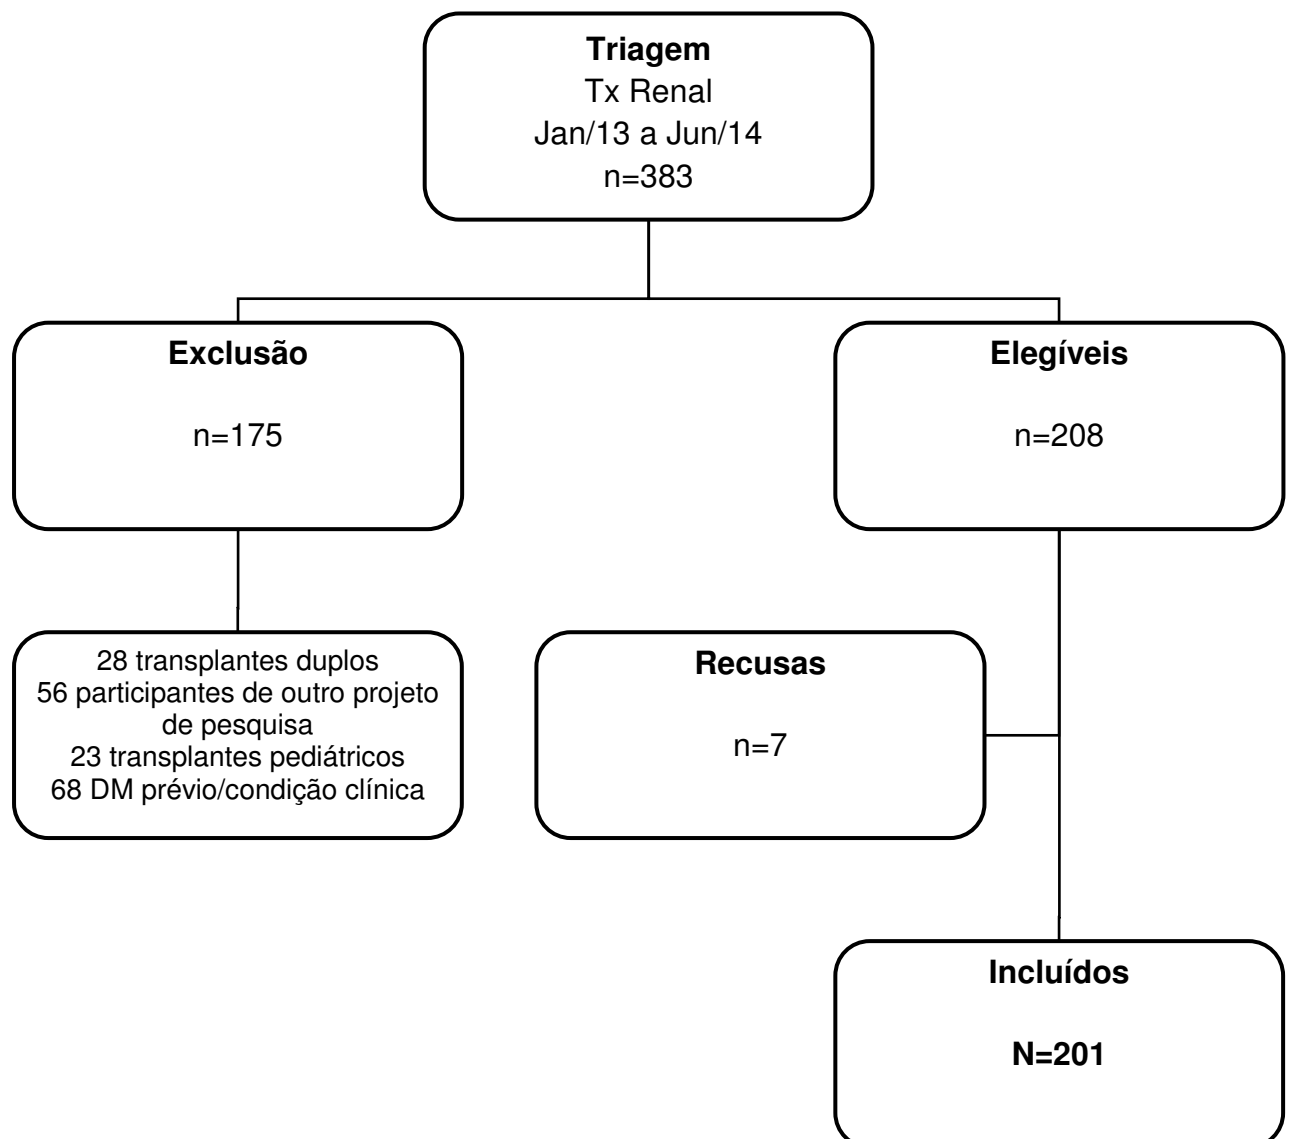 Triagem
Tx Renal
Jan/13 a Jun/14
n=383
Exclusão
n=175
Elegíveis
n=208
28 transplantes duplos
56 participantes de outro projeto
de pesquisa
23 transplantes pediátricos
68 DM prévio/condição clínica
Recusas
n=7
Incluídos
N=201